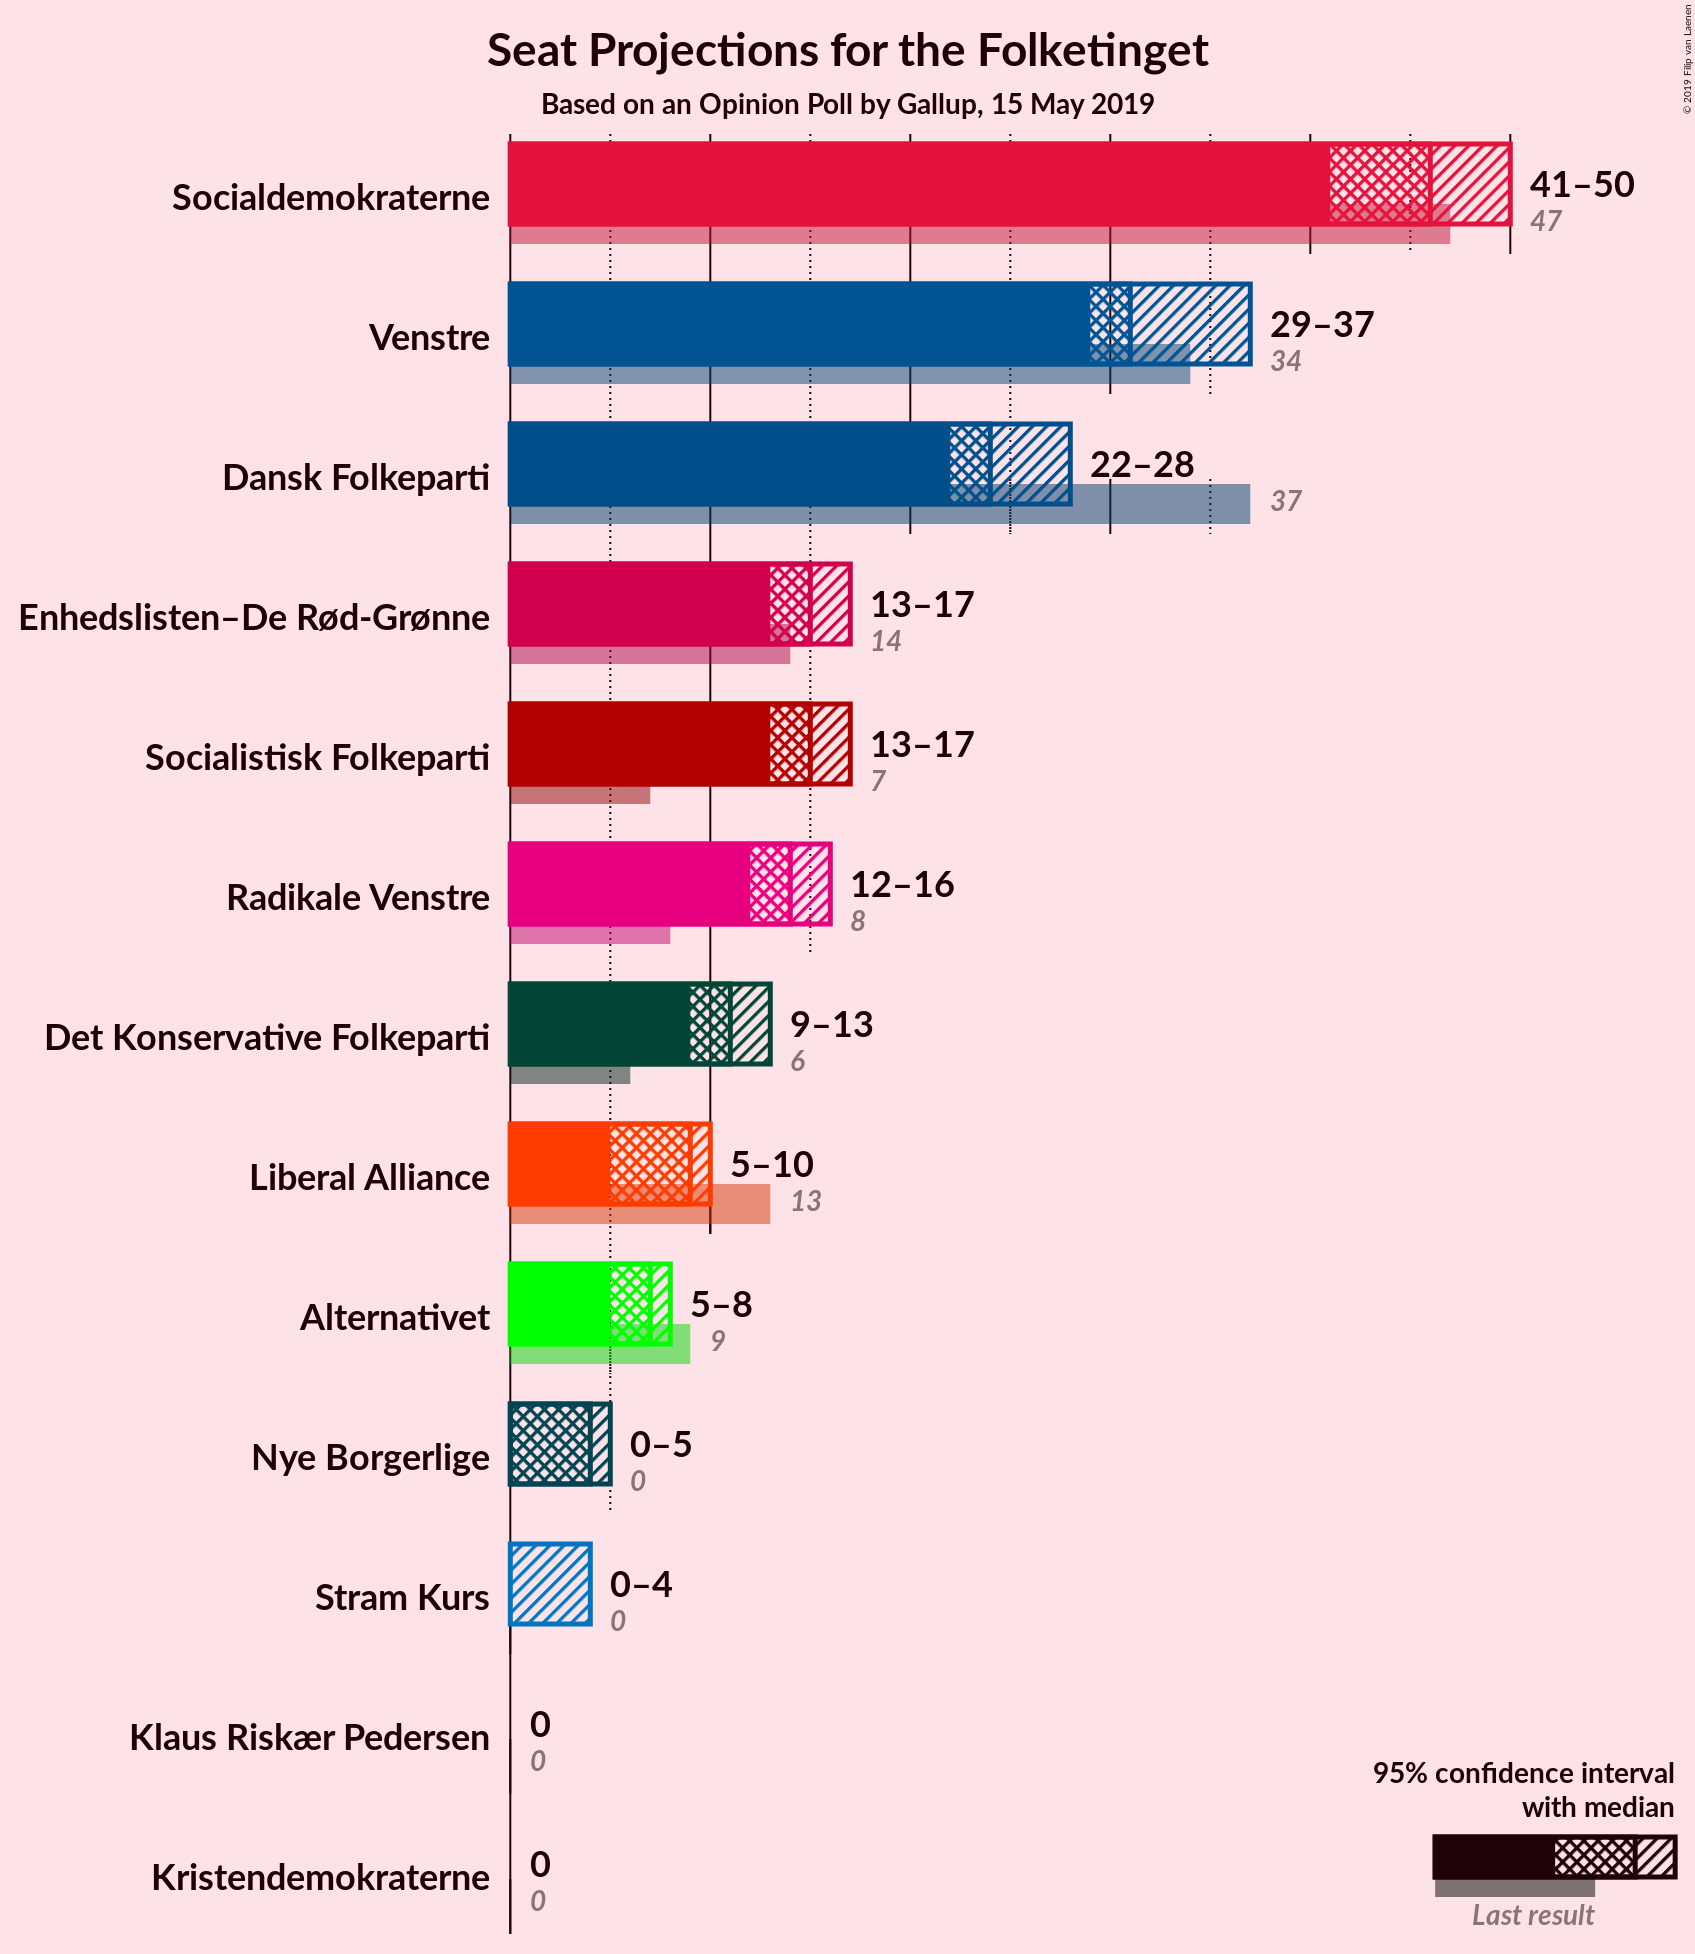 Seat Projections for the Folketinget
Based on an Opinion Poll by Gallup, 15 May 2019
© 2019 Filip van Laenen
Socialdemokraterne
41–50
47
Venstre
29–37
34
Dansk Folkeparti
22–28
37
Enhedslisten–De Rød-Grønne
13–17
14
Socialistisk Folkeparti
13–17
7
Radikale Venstre
12–16
8
Det Konservative Folkeparti
9–13
6
Liberal Alliance
5–10
13
Alternativet
5–8
9
Nye Borgerlige
0–5
0
Stram Kurs
0–4
0
Klaus Riskær Pedersen
0
0
Kristendemokraterne
0
0
95% confidence interval
with median
Last result